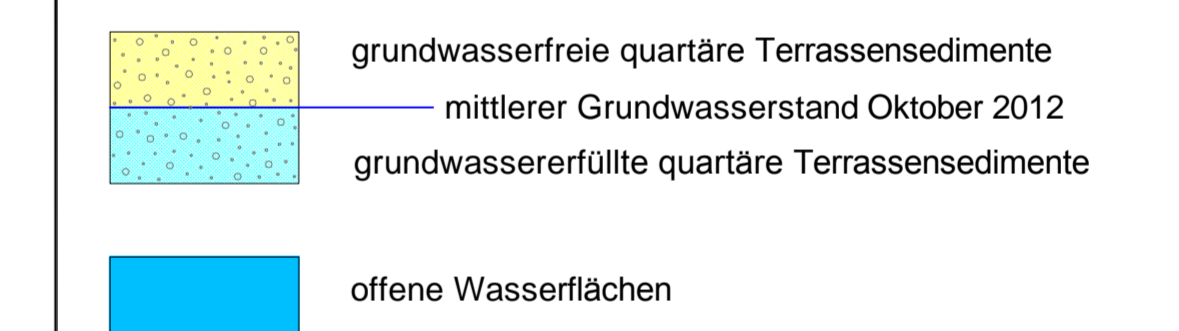 grundwasserfreie quartäre Terrassensedimente
mittlerer Grundwasserstand Oktober 2012
grundwassererfüllte quartäre Terrassensedimente
offene Wasserflächen